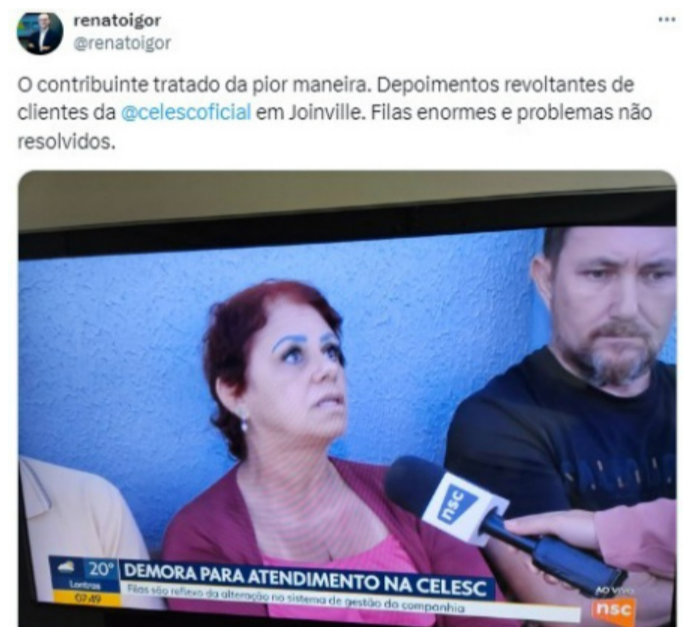 renatoigor
@renatoigor
O contribuinte tratado da pior maneira. Depoimentos revoltantes de
clientes da @celescoficial em Joinville. Filas enormes e problemas não
resolvidos.
nsc
20°
DEMORA PARA ATENDIMENTO NA CELESC
Lontras
07:49
Filas são reflexo da alteração no sistema de gestão da companhia
AO VIVO
nsc